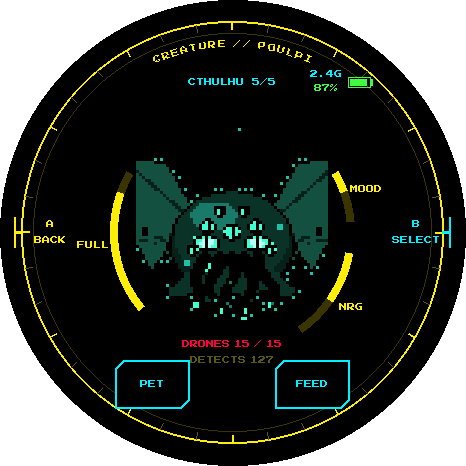 CREATURE // POULPI
2.4G
CTHULHU 5/5
87%
MOOD
A
BACK
FULL
B
SELECT
NRG
DRONES 15 / 15
DETECTS 127
PET
FEED